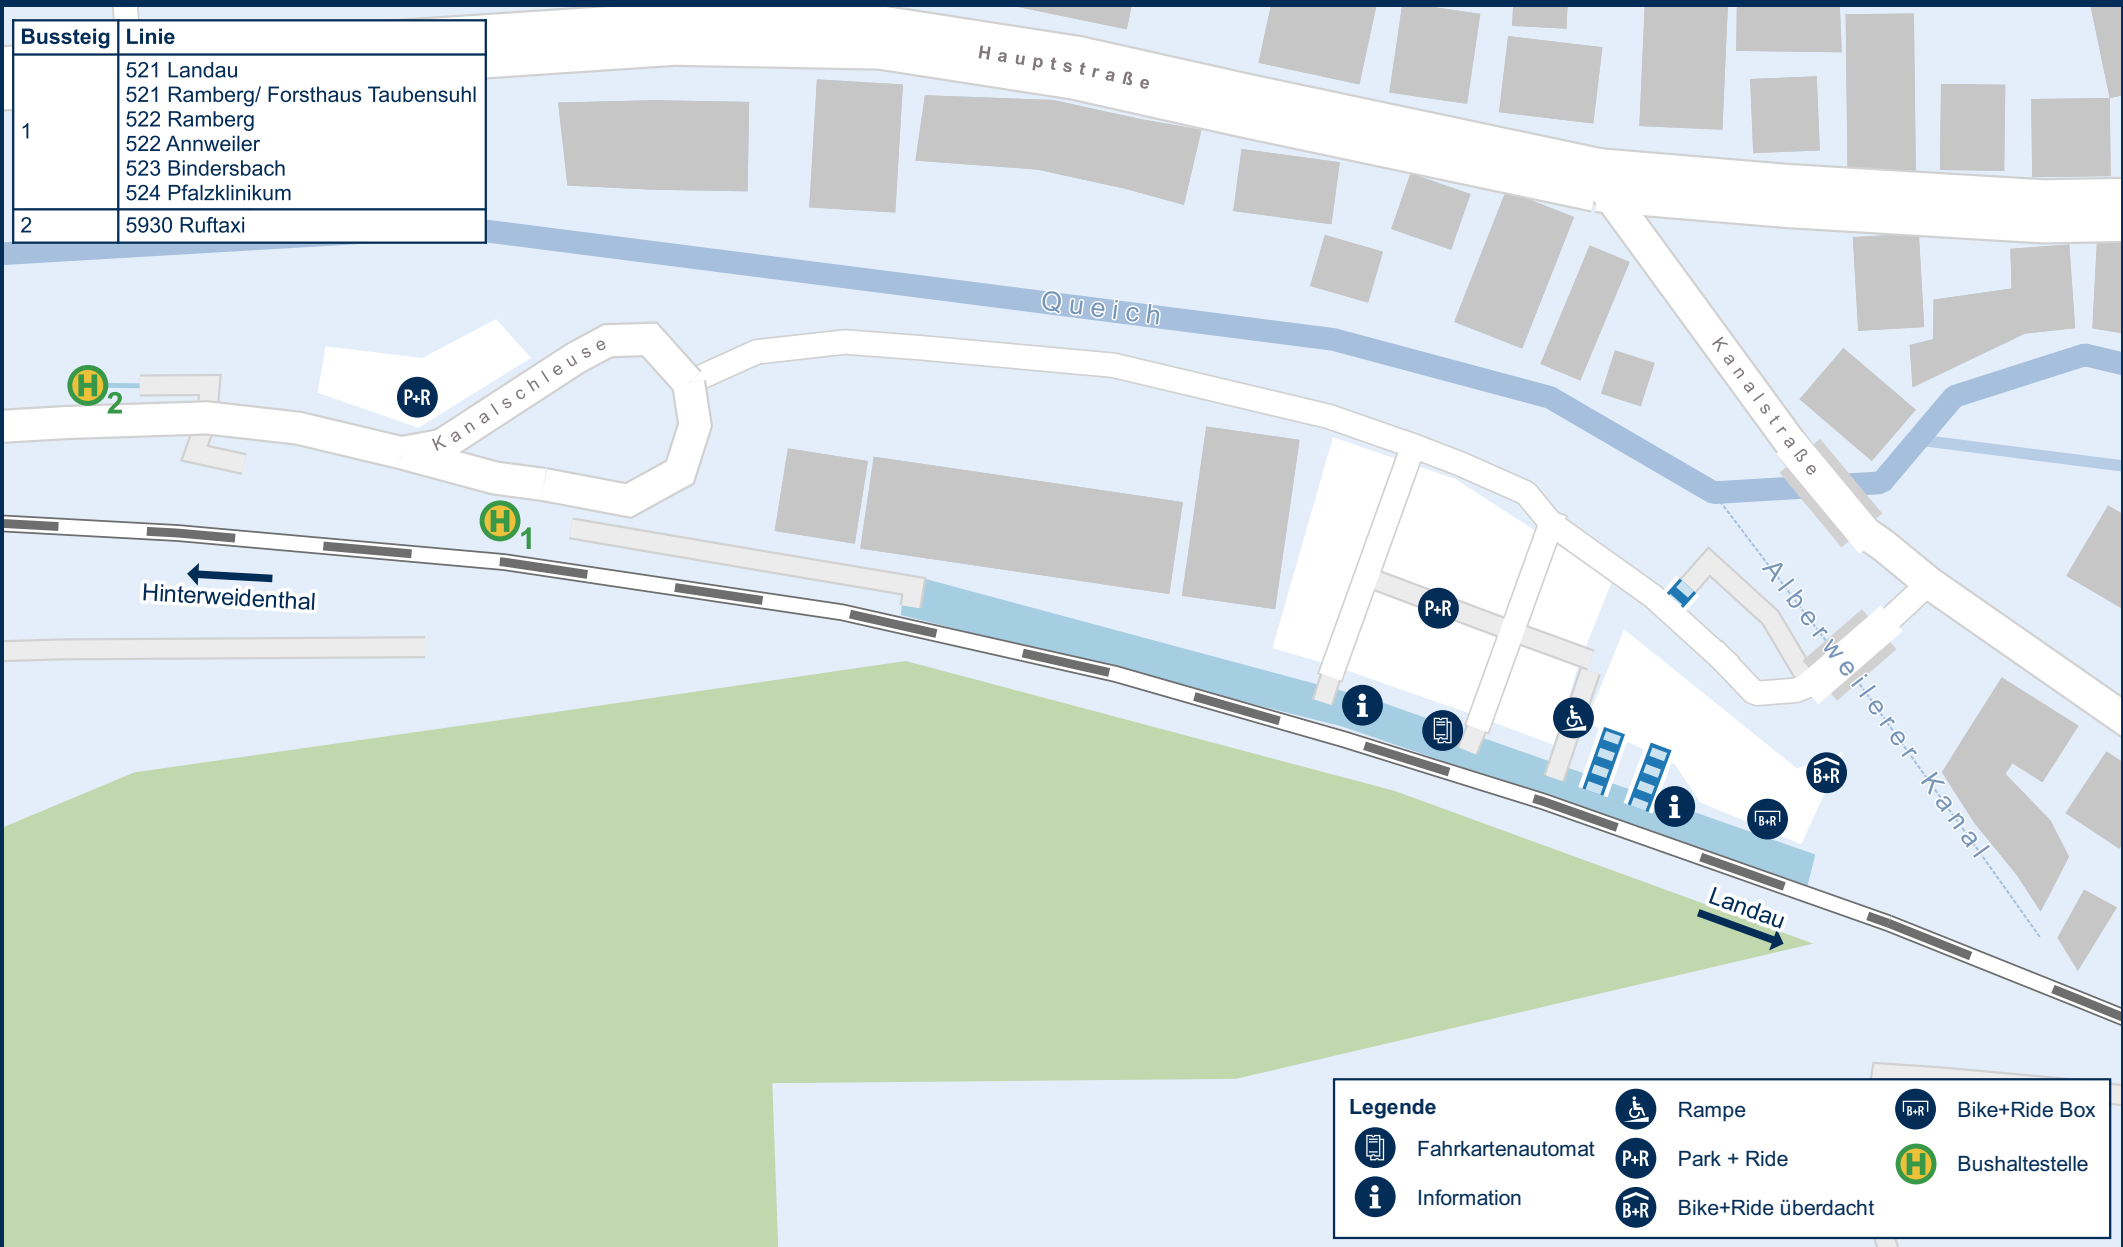 Bussteig Linie
1
521 Landau
521 Ramberg/ Forsthaus Taubensuhl
522 Ramberg
522 Annweiler
523 Bindersbach
524 Pfalzklinikum
2 5930 Ruftaxi
Hauptstraße
Queich
Kanalschleuse
Kanalstraße
H 2
P+R
H 1
Hinterweidenthal
P+R
Alberweilerer Kanal
i
i
B+R
B+R
Landau
Legende
Fahrkartenautomat
i Information
Rampe
P+R Park + Ride
B+R Bike+Ride überdacht
B+R Bike+Ride Box
H Bushaltestelle